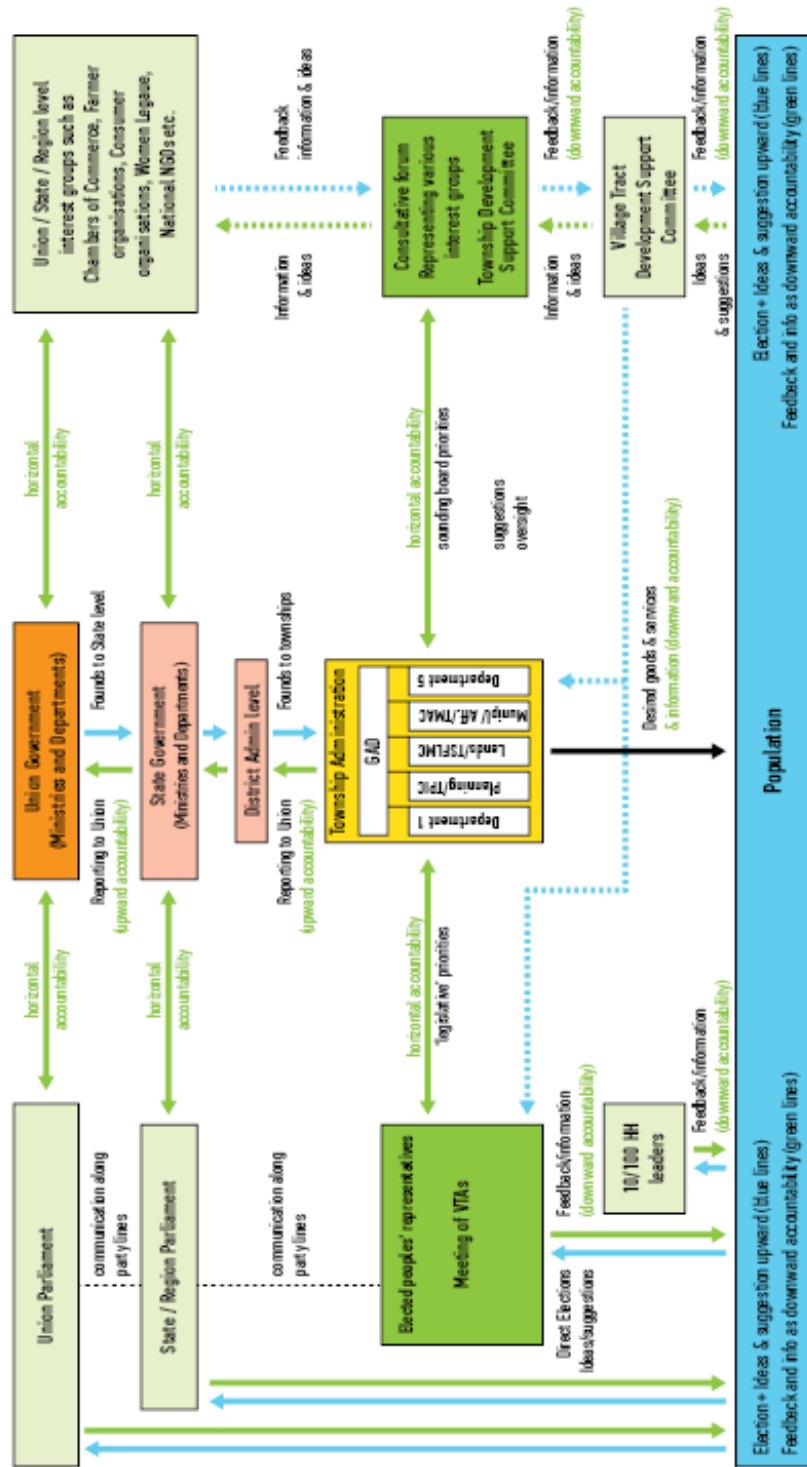 Union Parliament
communication along
party lines
State / Region Parliament
communication along
party lines
Elected peoples' representatives
Meeting of VTAs
Direct Elections
Ideas/suggestions
Feedback/information
(downward accountability)
10/100 HH
leaders
Feedback/information
(downward accountability)
horizontal
accountability
horizontal
accountability
horizontal accountability
'legislative' priorities
Union Government
(Ministries and Departments)
Reporting to Union
(upward accountability)
Founds to State level
State Government
(Ministries and Departments)
District Admin level
Reporting to Union
(upward accountability)
Founds to townships
Township Administration
GAD
Department 1
Planning/TPIC
Lands/TSFLMC
Munipl/ Aff./TMAC
Department 5
Desired goods & services
& information (downward accountability)
horizontal
accountability
horizontal
accountability
horizontal accountability
sounding board priorities
suggestions
oversight
Union / State / Region level
interest groups such as
Chambers of Commerce, Farmer
organisations, Consumer
organisations, Women Legaue,
National NGOs etc.
Information
& ideas
Feedback
information & ideas
Consultative forum
Representing various
interest groups
Township Development
Support Committee
Information
& ideas
Feedback/information
(downward accountability)
Village Tract
Development Support
Committee
Ideas
& suggestions
Feedback/information
(downward accountability)
Population
Election + Ideas & suggestion upward (blue lines)
Feedback and info as downward accountability (green lines)
Election + Ideas & suggestion upward (blue lines)
Feedback and info as downward accountability (green lines)